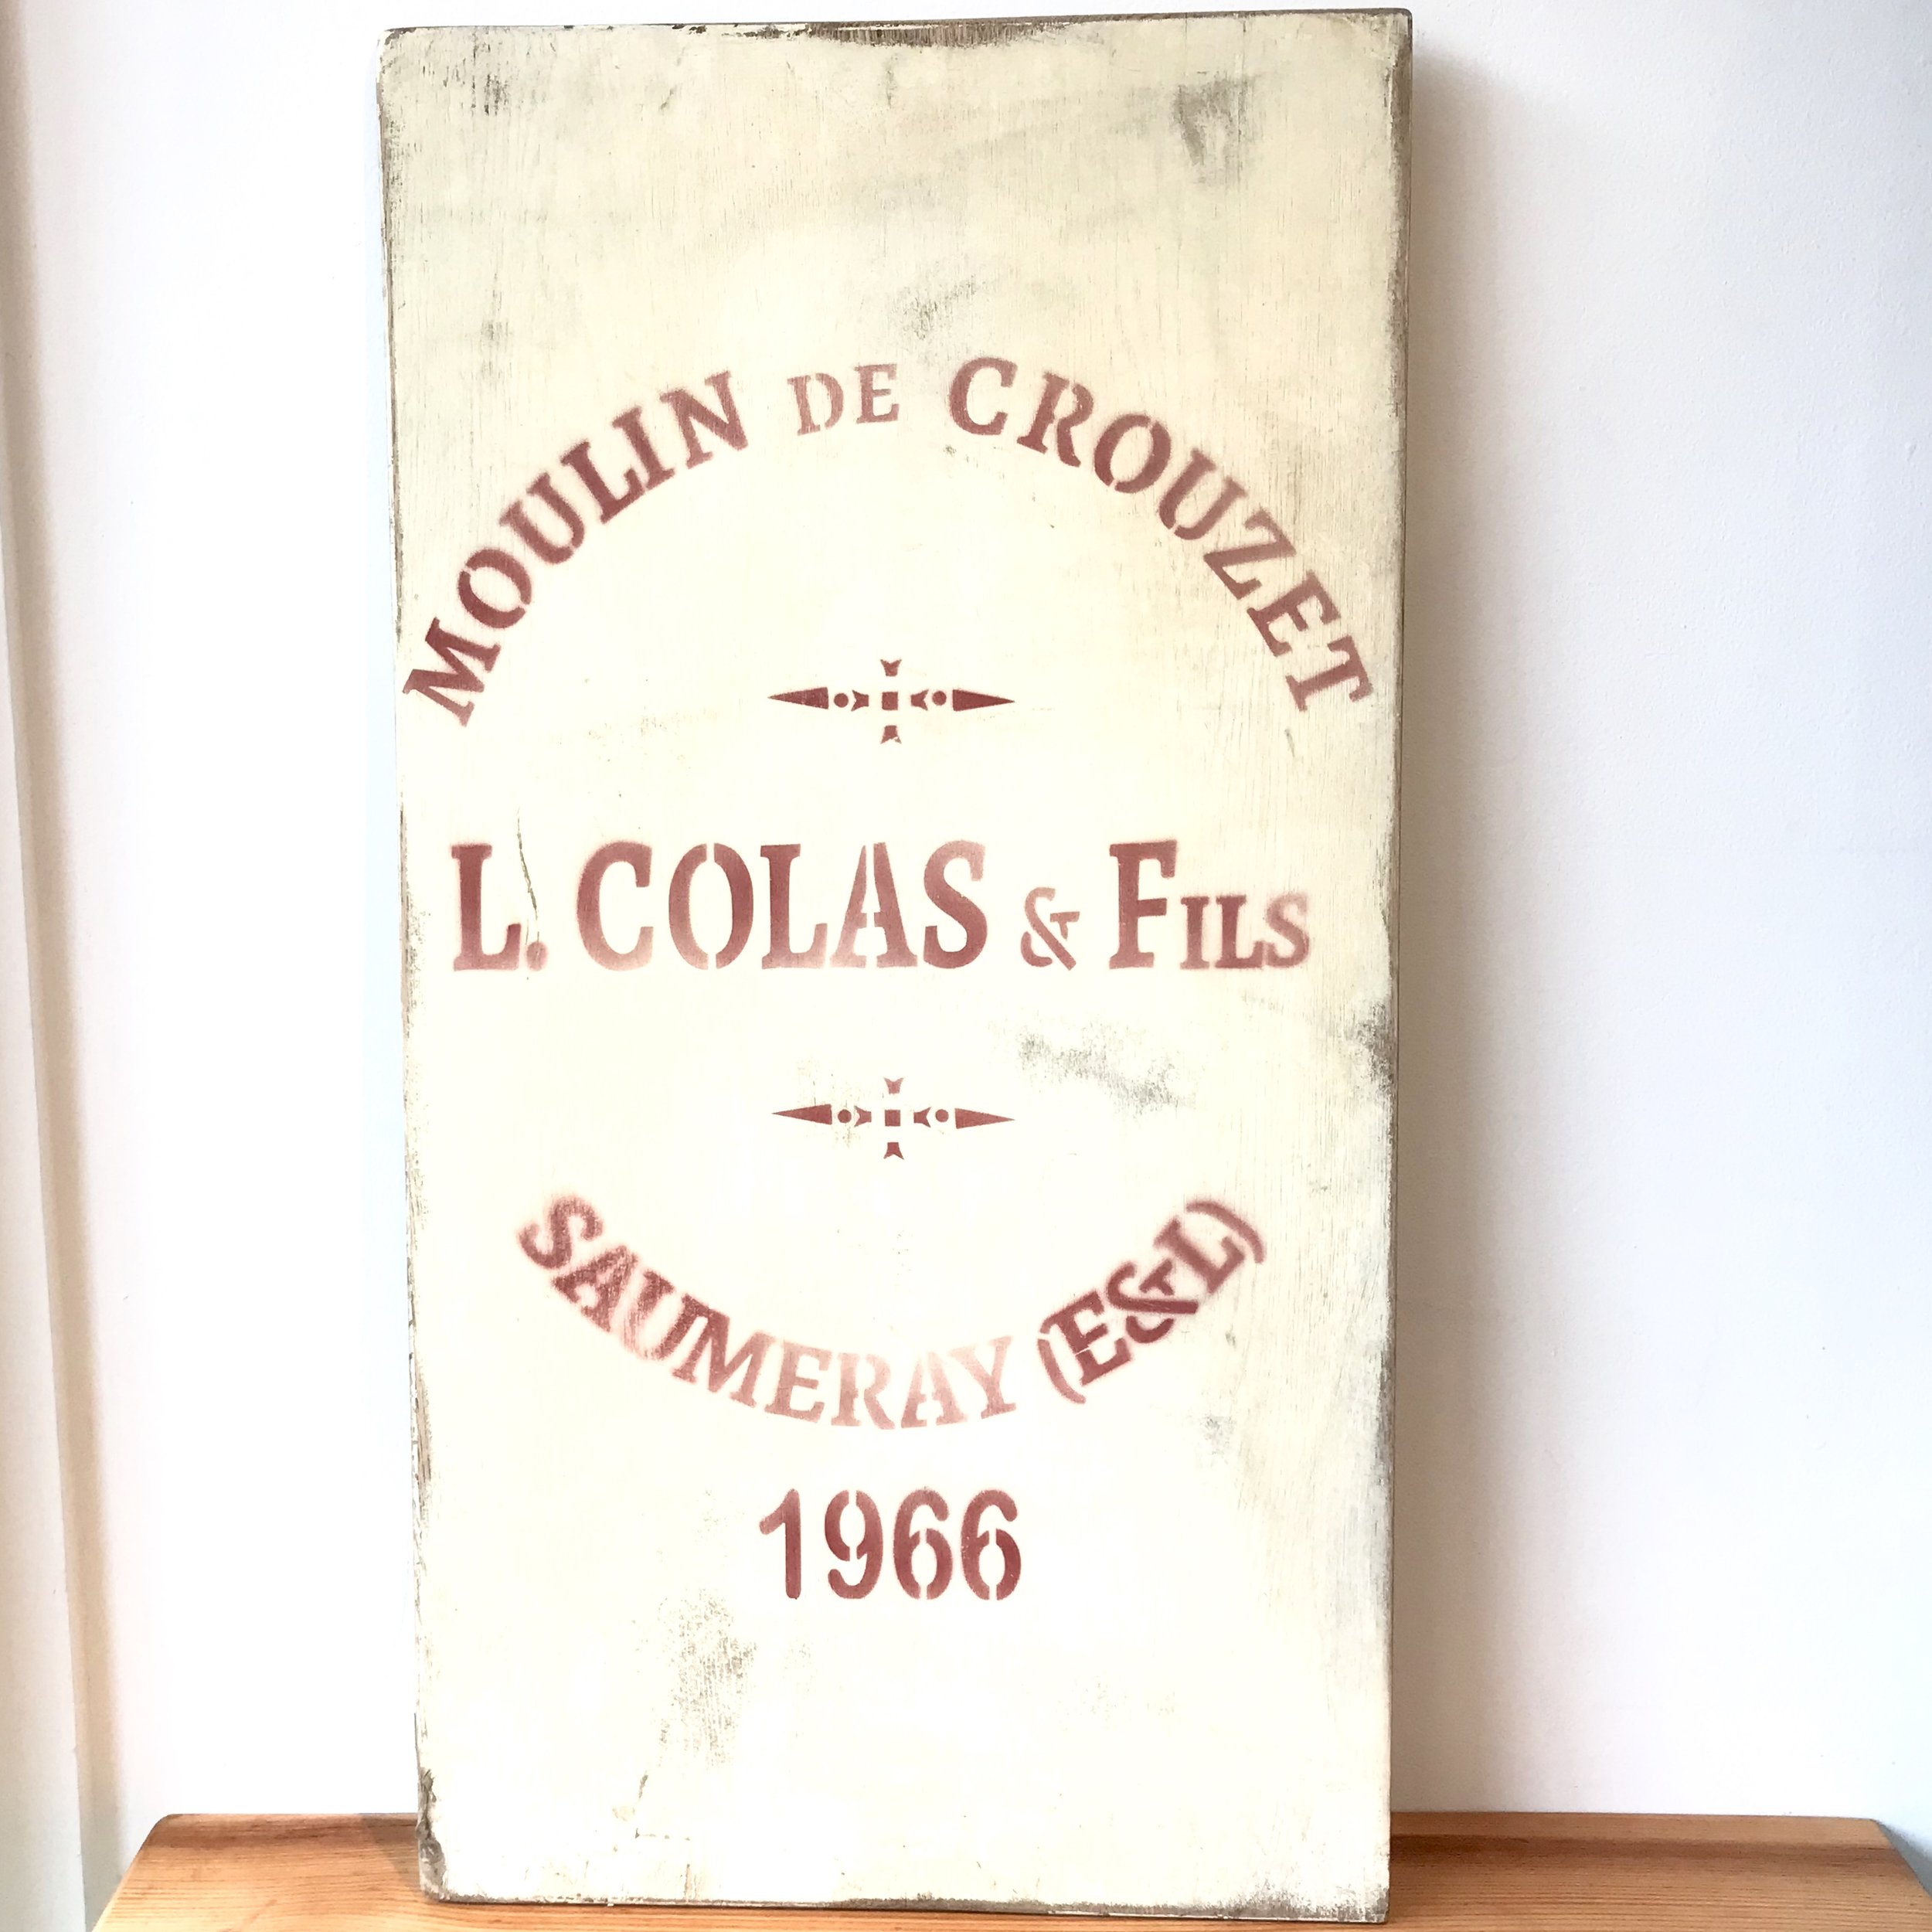 MOULIN DE CROUZET
L. COLAS & FILS
SAUMERAY (E&L)
1966